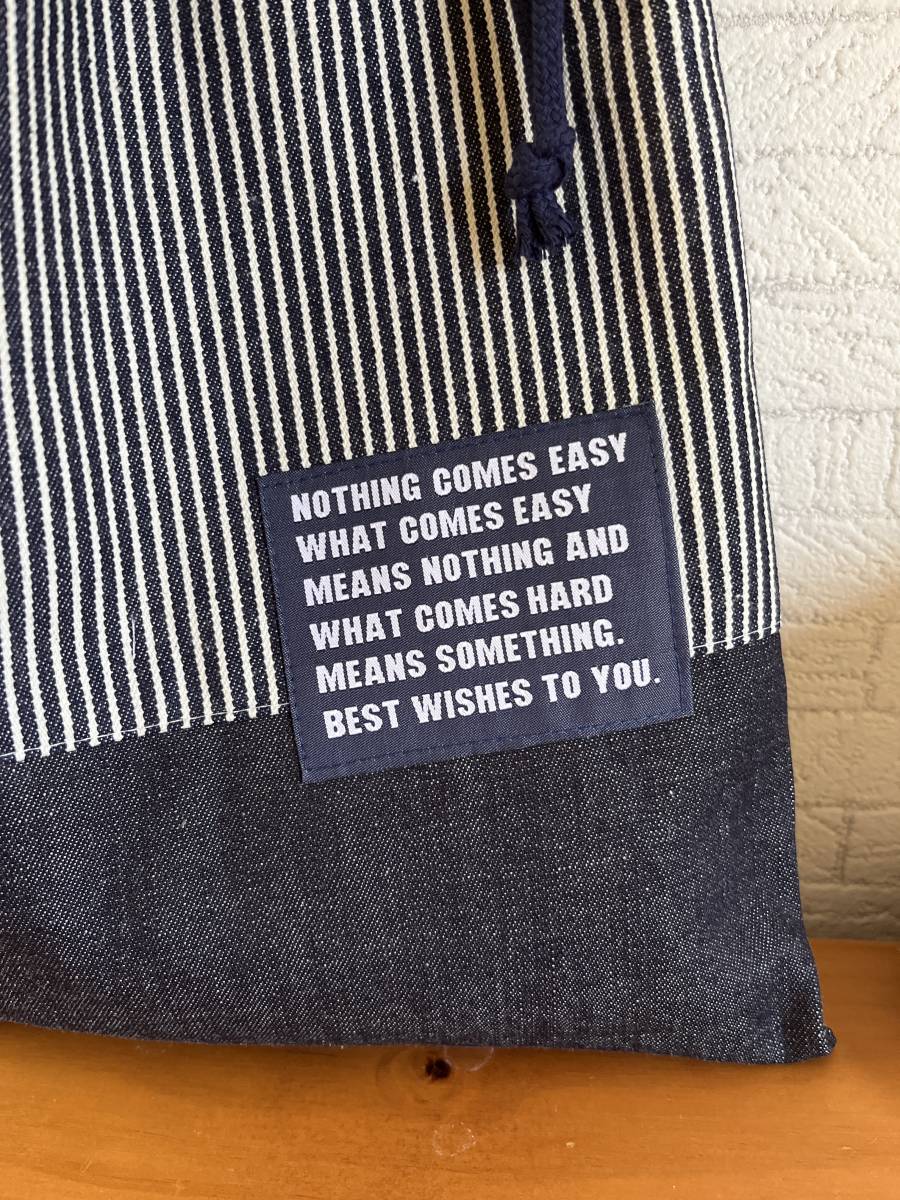 NOTHING COMES EASY
WHAT COMES EASY
MEANS NOTHING AND
WHAT COMES HARD
MEANS SOMETHING.
BEST WISHES TO YOU.